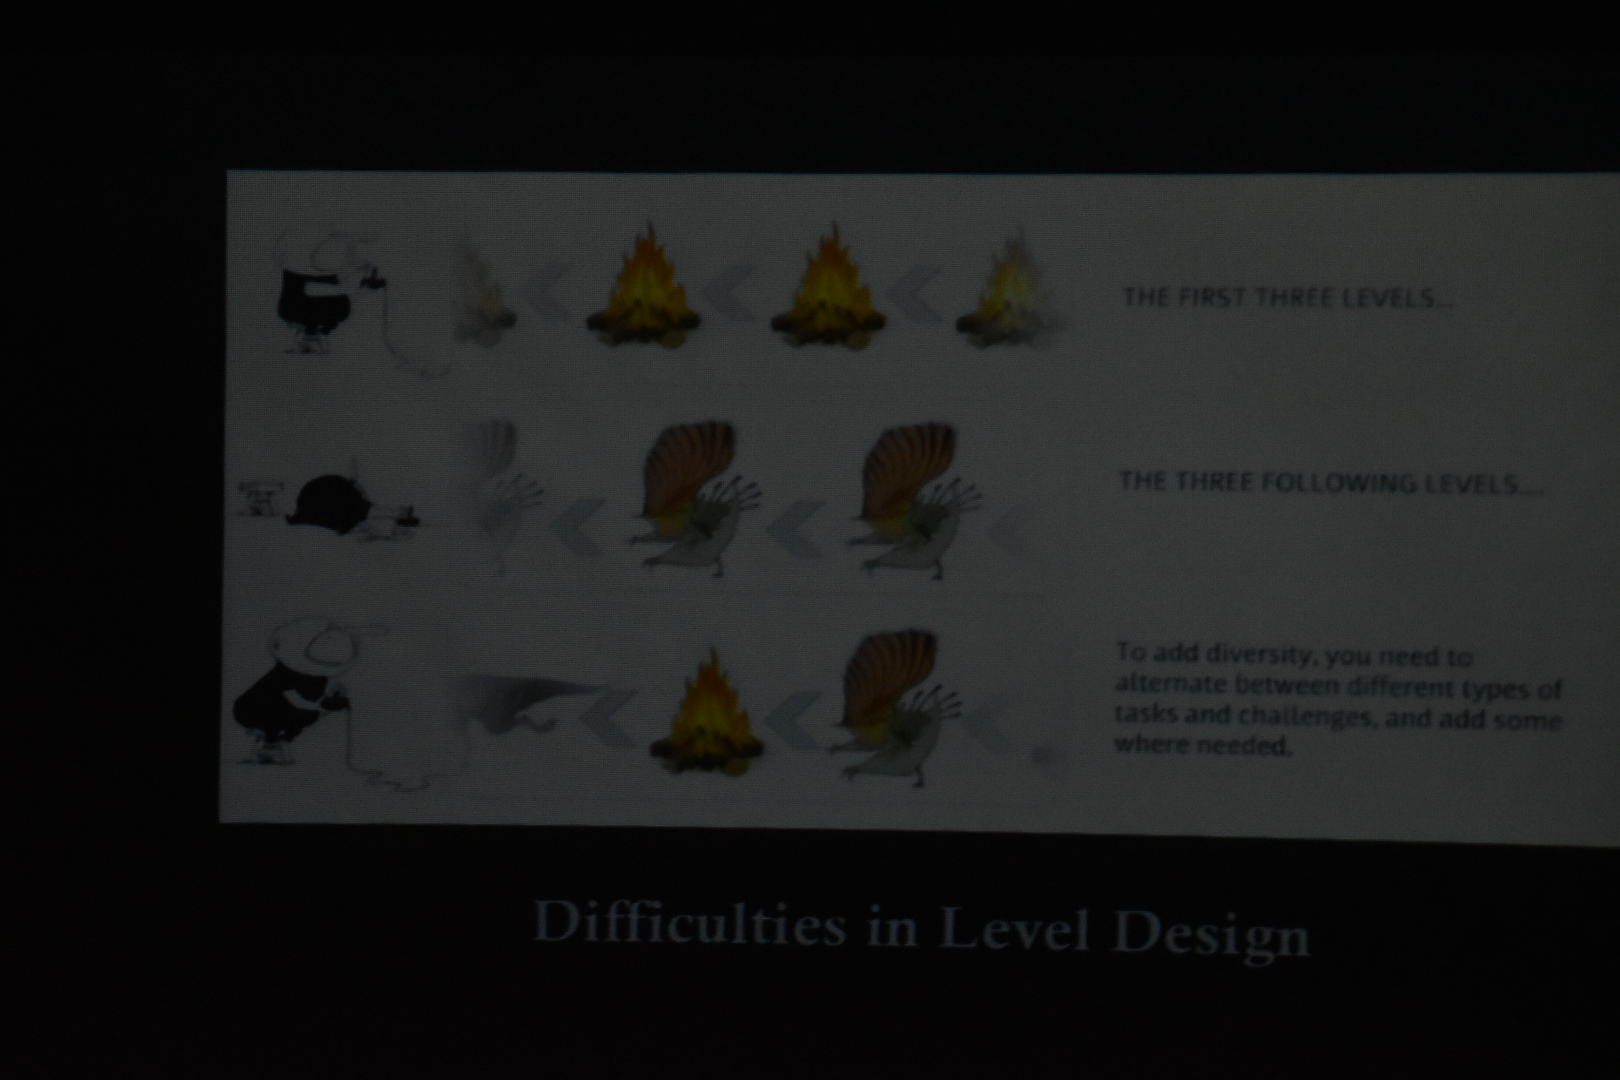 THE FIRST THREE LEVELS...
THE THREE FOLLOWING LEVELS....
To add diversity, you need to
alternate between different types of
tasks and challenges, and add some
where needed.
Difficulties in Level Design